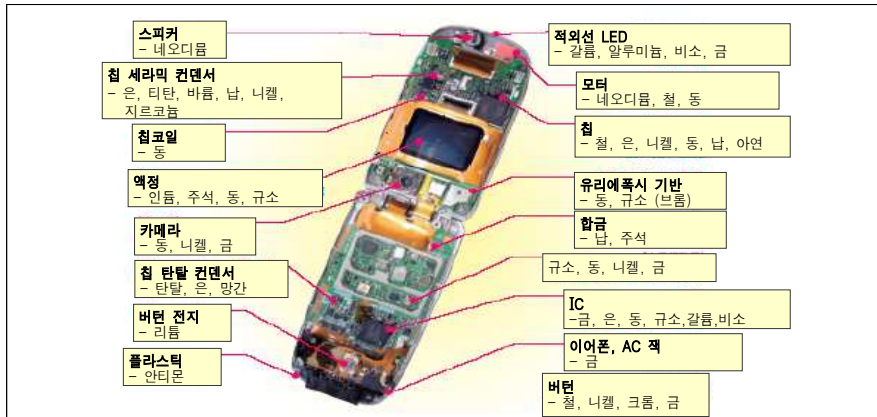 스피커
- 네오디뮴
칩 세라믹 컨덴서
- 은, 티탄, 바륨, 납, 니켈,
지르코늄
칩코일
- 동
액정
- 인듐, 주석, 동, 규소
카메라
- 동, 니켈, 금
칩 탄탈 컨덴서
- 탄탈, 은, 망간
버턴 전지
- 리튬
플라스틱
- 안티몬
적외선 LED
- 갈륨, 알루미늄, 비소, 금
모터
- 네오디뮴, 철, 동
칩
- 철, 은, 니켈, 동, 납, 아연
유리에폭시 기반
- 동, 규소 (브롬)
합금
- 납, 주석
규소, 동, 니켈, 금
IC
-금, 은, 동, 규소,갈륨,비소
이어폰, AC 잭
- 금
버턴
- 철, 니켈, 크롬, 금